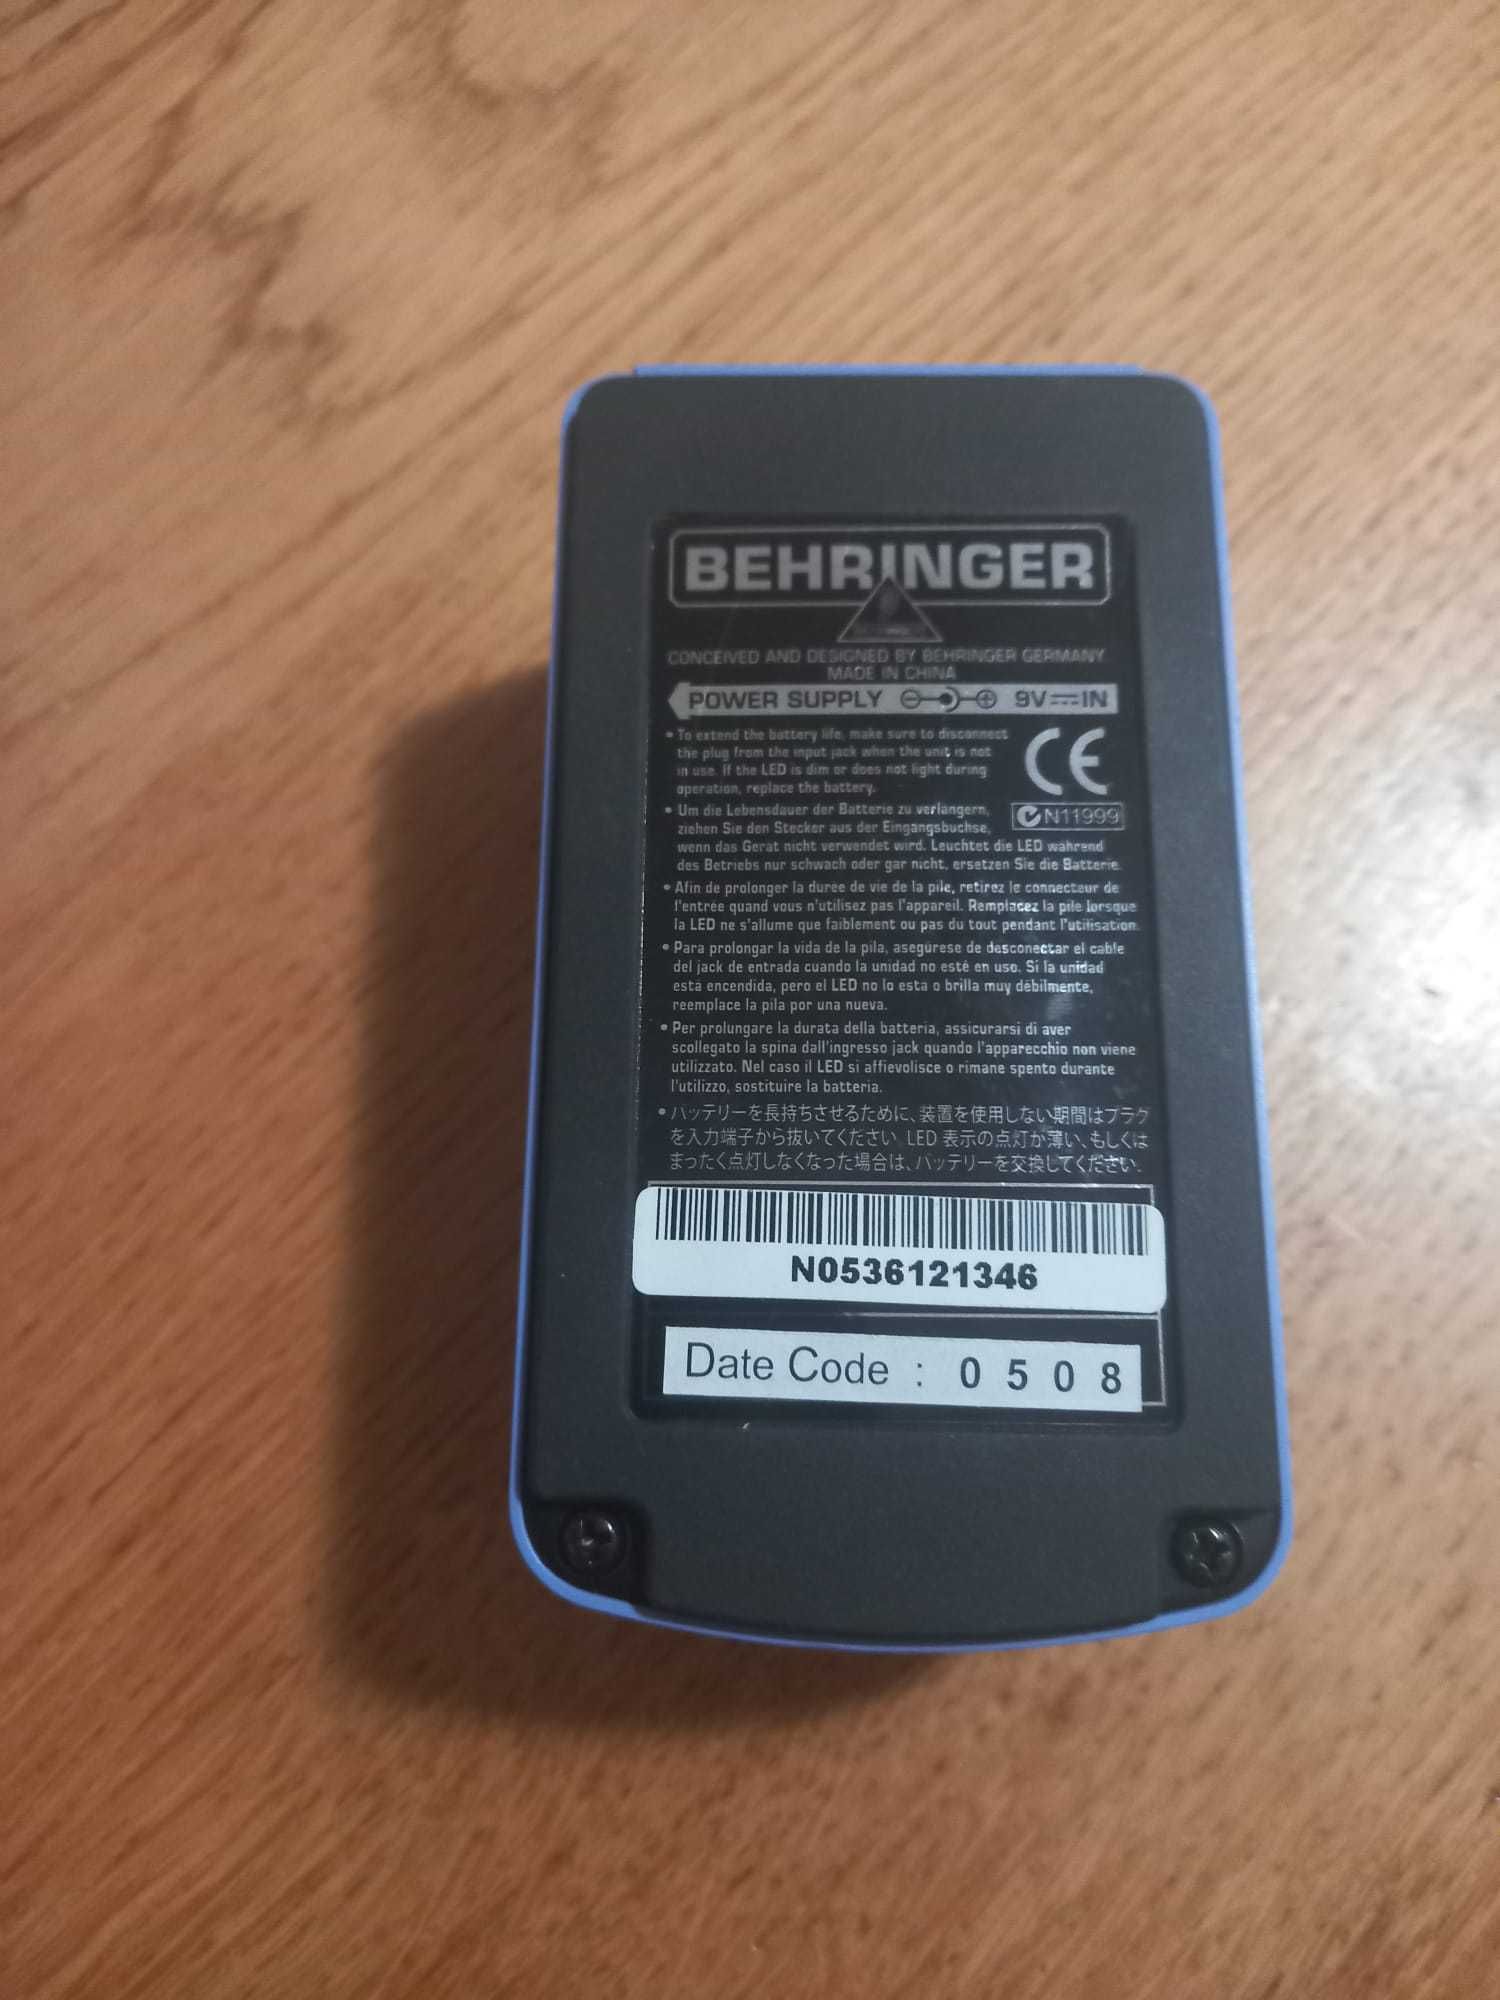 BEHRINGER
CONCEIVED AND DESIGNED BY BEHRINGER GERMANY
MADE IN CHINA
POWER SUPPLY 9V IN
• To extend the battery life, make sure to disconnect
the plug from the input jack when the unit is not
in use. If the LED is dim or does not light during
operation, replace the battery.
CE
N11999
• Um die Lebensdauer der Batterie zu verlängern,
ziehen Sie den Stecker aus der Eingangsbuchse,
wenn das Gerät nicht verwendet wird. Leuchtet die LED während
des Betriebs nur schwach oder gar nicht, ersetzen Sie die Batterie.
• Afin de prolonger la durée de vie de la pile, retirez le connecteur de
l'entrée quand vous n'utilisez pas l'appareil. Remplacez la pile lorsque
la LED ne s'allume que faiblement ou pas du tout pendant l'utilisation.
• Para prolongar la vida de la pila, asegúrese de desconectar el cable
del jack de entrada cuando la unidad no esté en uso. Si la unidad
está encendida, pero el LED no lo está o brilla muy débilmente,
reemplace la pila por una nueva.
• Per prolungare la durata della batteria, assicurarsi di aver
scollegato la spina dall'ingresso jack quando l'apparecchio non viene
utilizzato. Nel caso il LED si affievolisce o rimane spento durante
l'utilizzo, sostituire la batteria.
• バッテリーを長持ちさせるために、装置を使用しない期間はプラグ
を入力端子から抜いてください. LED 表示の点灯が薄い、もしくは
まったく点灯しなくなった場合は、バッテリーを交換してください.
N0536121346
Date Code : 0 5 0 8